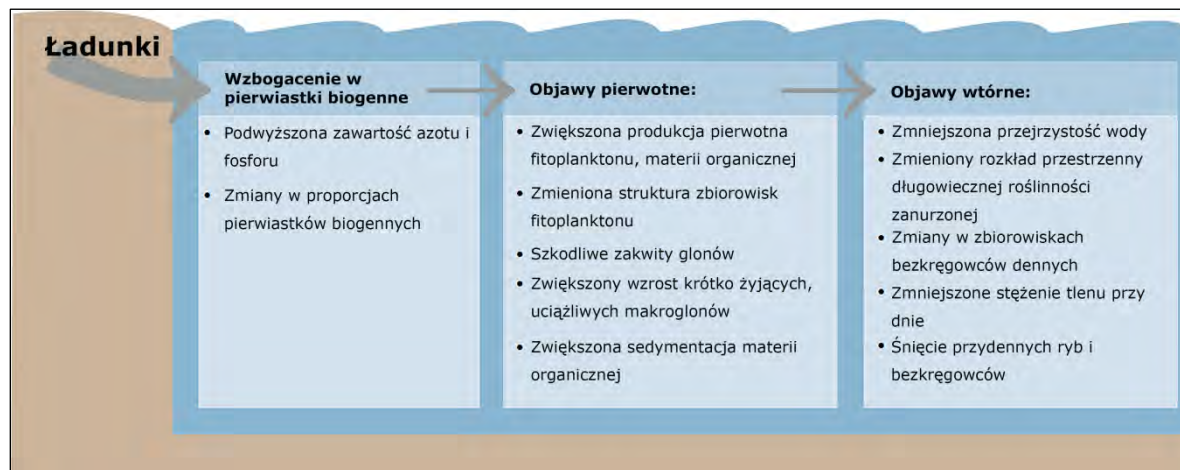 Ładunki
Wzbogacenie w
pierwiastki biogenne
• Podwyższona zawartość azotu i
fosforu
• Zmiany w proporcjach
pierwiastków biogennych
Objawy pierwotne:
• Zwiększona produkcja pierwotna
fitoplanktonu, materii organicznej
• Zmieniona struktura zbiorowisk
fitoplanktonu
• Szkodliwe zakwity glonów
• Zwiększony wzrost krótko żyjących,
uciążliwych makroglonów
• Zwiększona sedymentacja materii
organicznej
Objawy wtórne:
• Zmniejszona przejrzystość wody
• Zmieniony rozkład przestrzenny
długowiecznej roślinności
zanurzonej
• Zmiany w zbiorowiskach
bezkręgowców dennych
• Zmniejszone stężenie tlenu przy
dnie
• Śnięcie przydennych ryb i
bezkręgowców